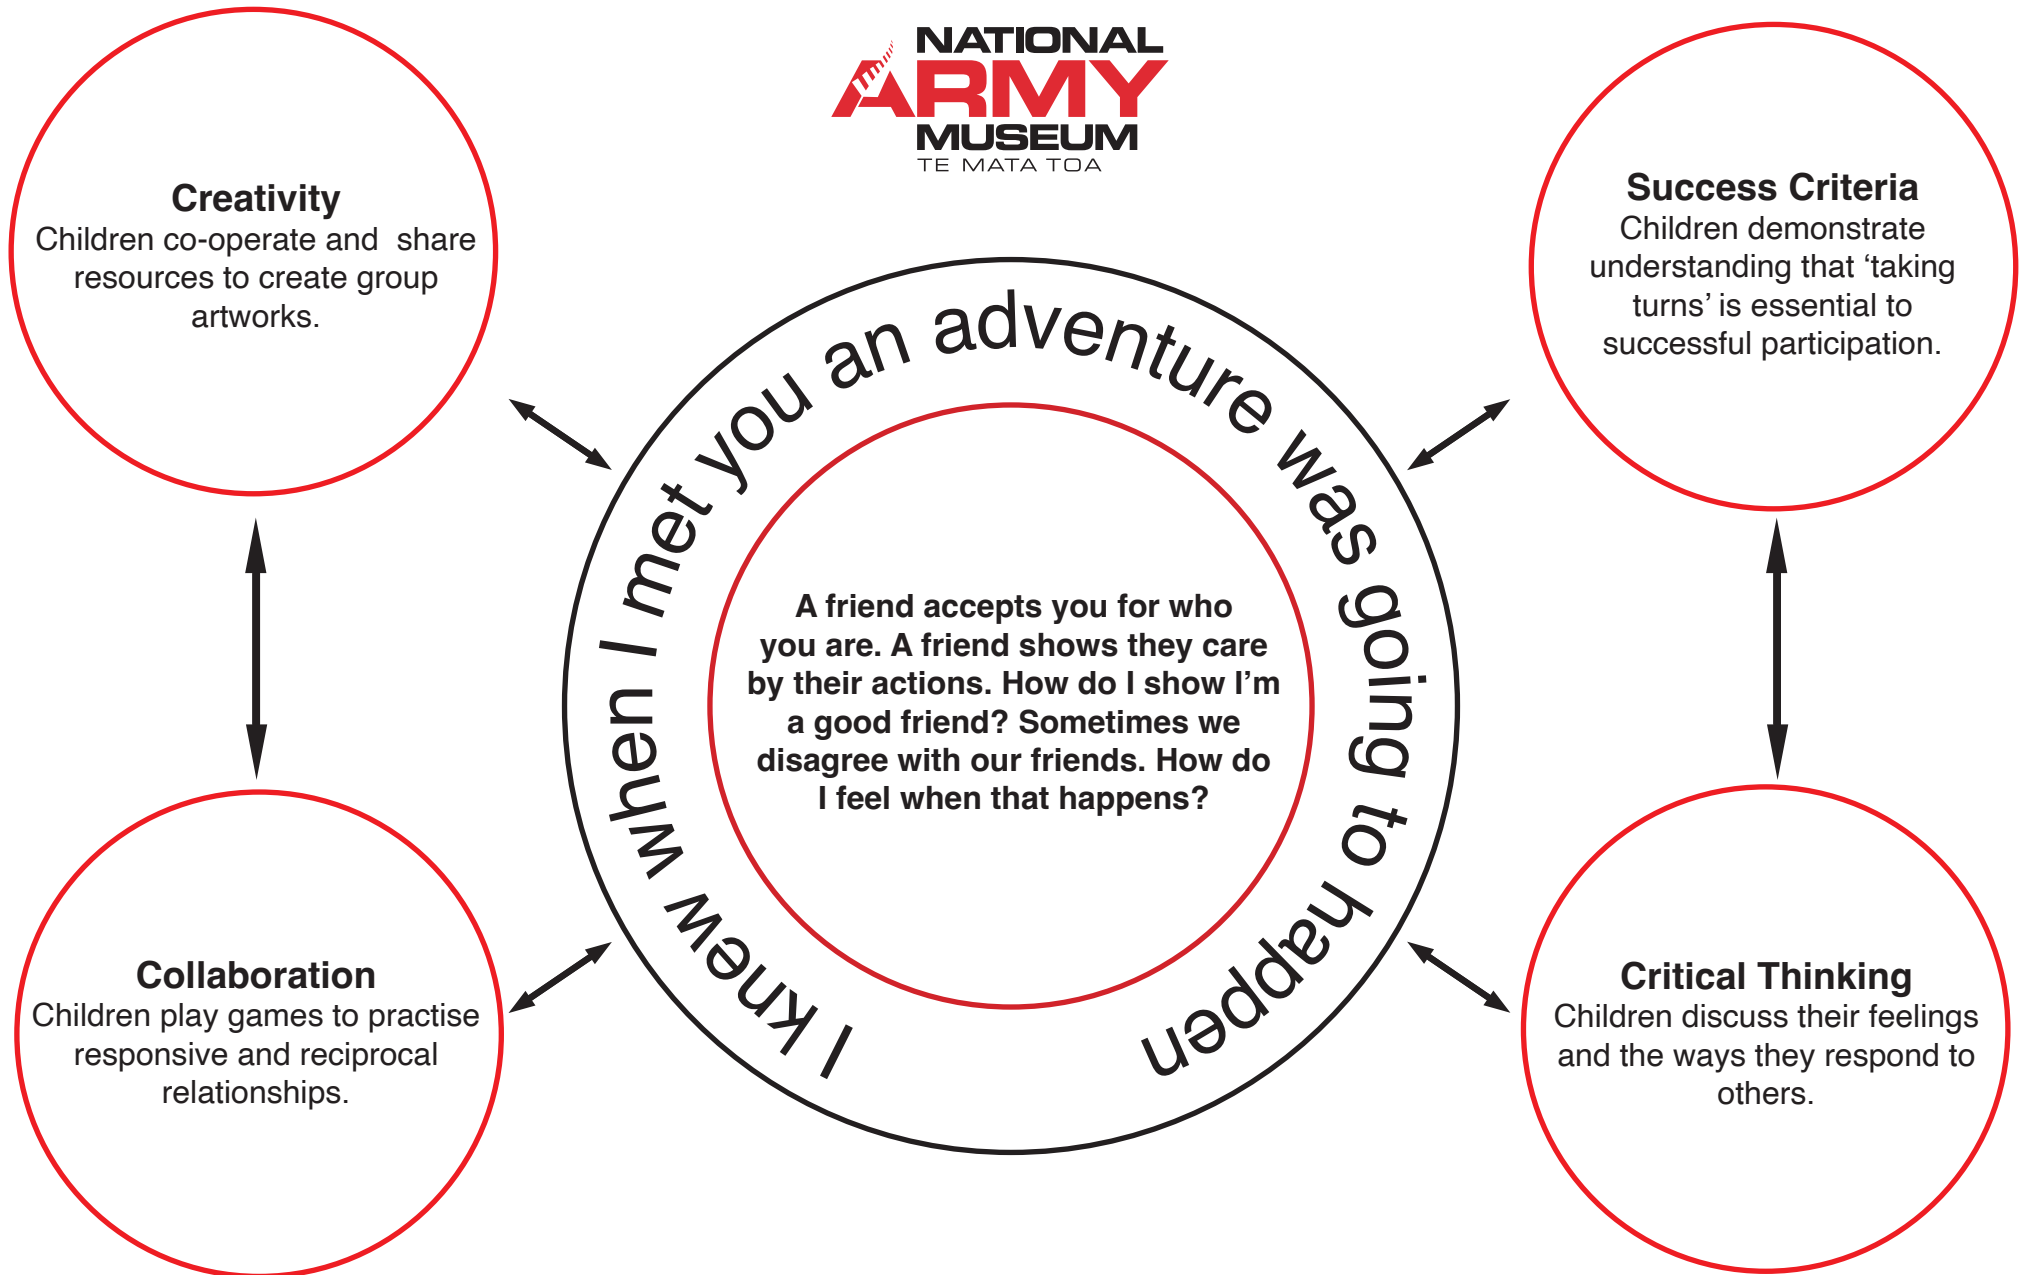 NATIONAL
ARMY
MUSEUM
TE MATA TOA
Creativity
Children co-operate and  share
resources to create group
artworks.
Success Criteria
Children demonstrate
understanding that ‘taking
turns’ is essential to
successful participation.
I knew when I met you an adventure was going to happen
A friend accepts you for who
you are. A friend shows they care
by their actions. How do I show I’m
a good friend? Sometimes we
disagree with our friends. How do
I feel when that happens?
Collaboration
Children play games to practise
responsive and reciprocal
relationships.
Critical Thinking
Children discuss their feelings
and the ways they respond to
others.